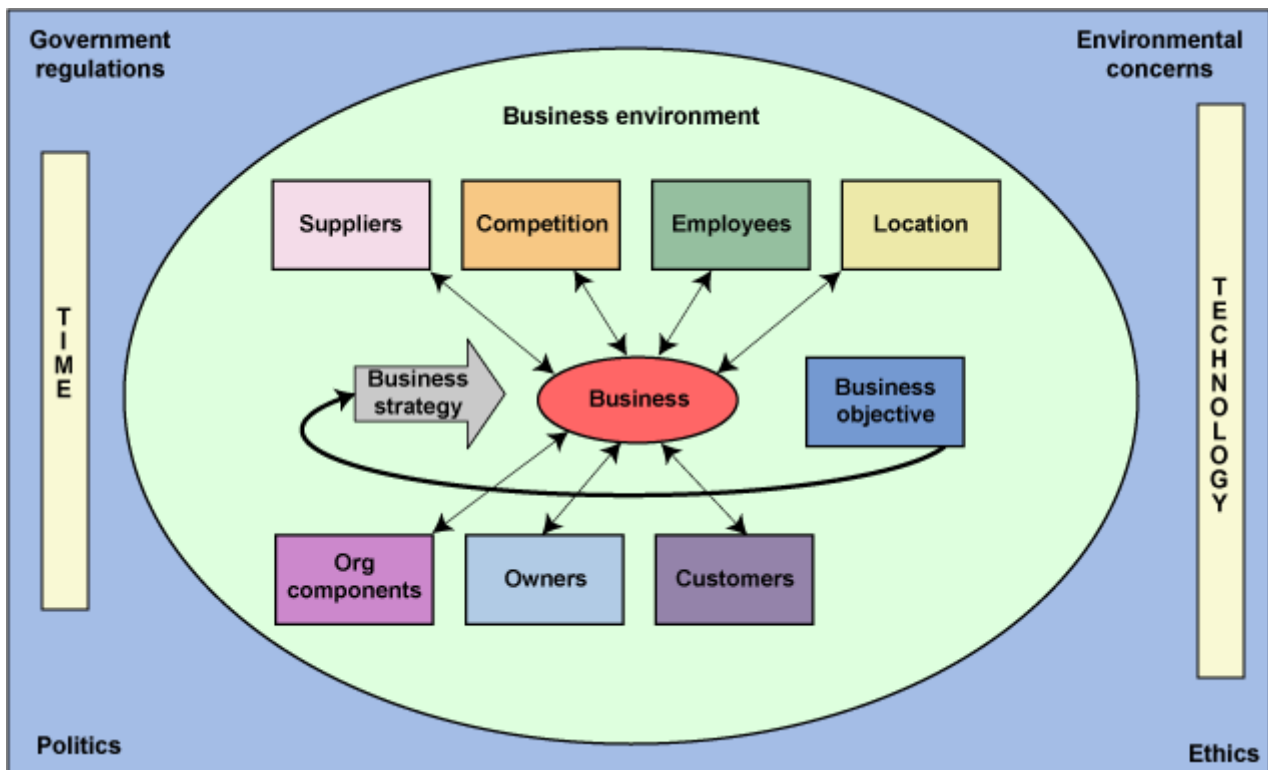 Government
regulations
Environmental
concerns
Business environment
Suppliers
Competition
Employees
Location
TIME
TECHNOLOGY
Business
strategy
Business
Business
objective
Org
components
Owners
Customers
Politics
Ethics